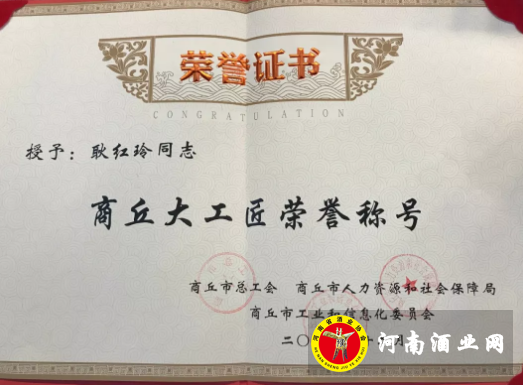 荣誉证书
CONGRATULATION
授予：耿红玲同志
商丘大工匠荣誉称号
商丘市总工会 商丘市人力资源和社会保障局
商丘市工业和信息化委员会
二〇 月
河南酒业网